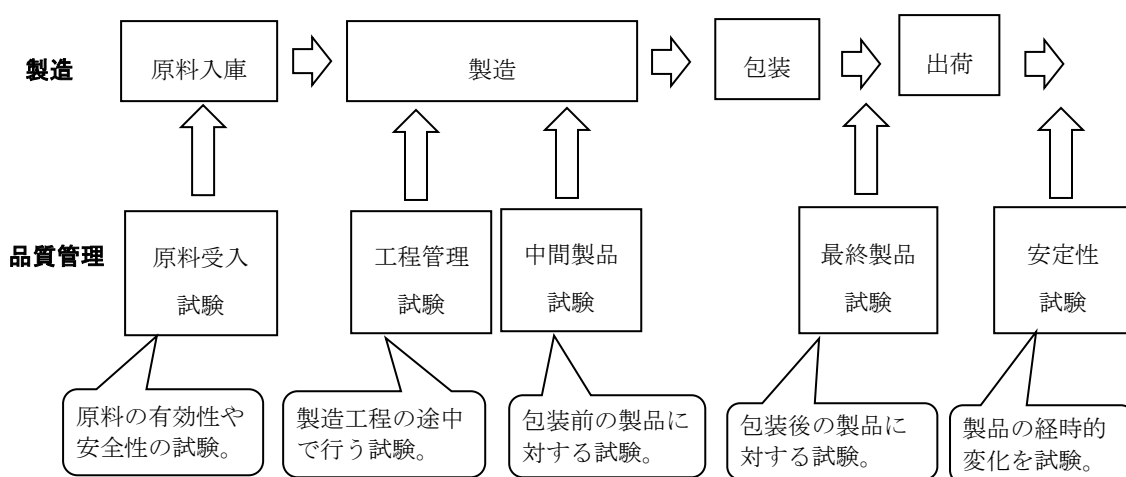 製造
原料入庫
製造
包装
出荷
品質管理
原料受入
試験
工程管理
試験
中間製品
試験
最終製品
試験
安定性
試験
原料の有効性や
安全性の試験。
製造工程の途中
で行う試験。
包装前の製品に
対する試験。
包装後の製品に
対する試験。
製品の経時的
変化を試験。